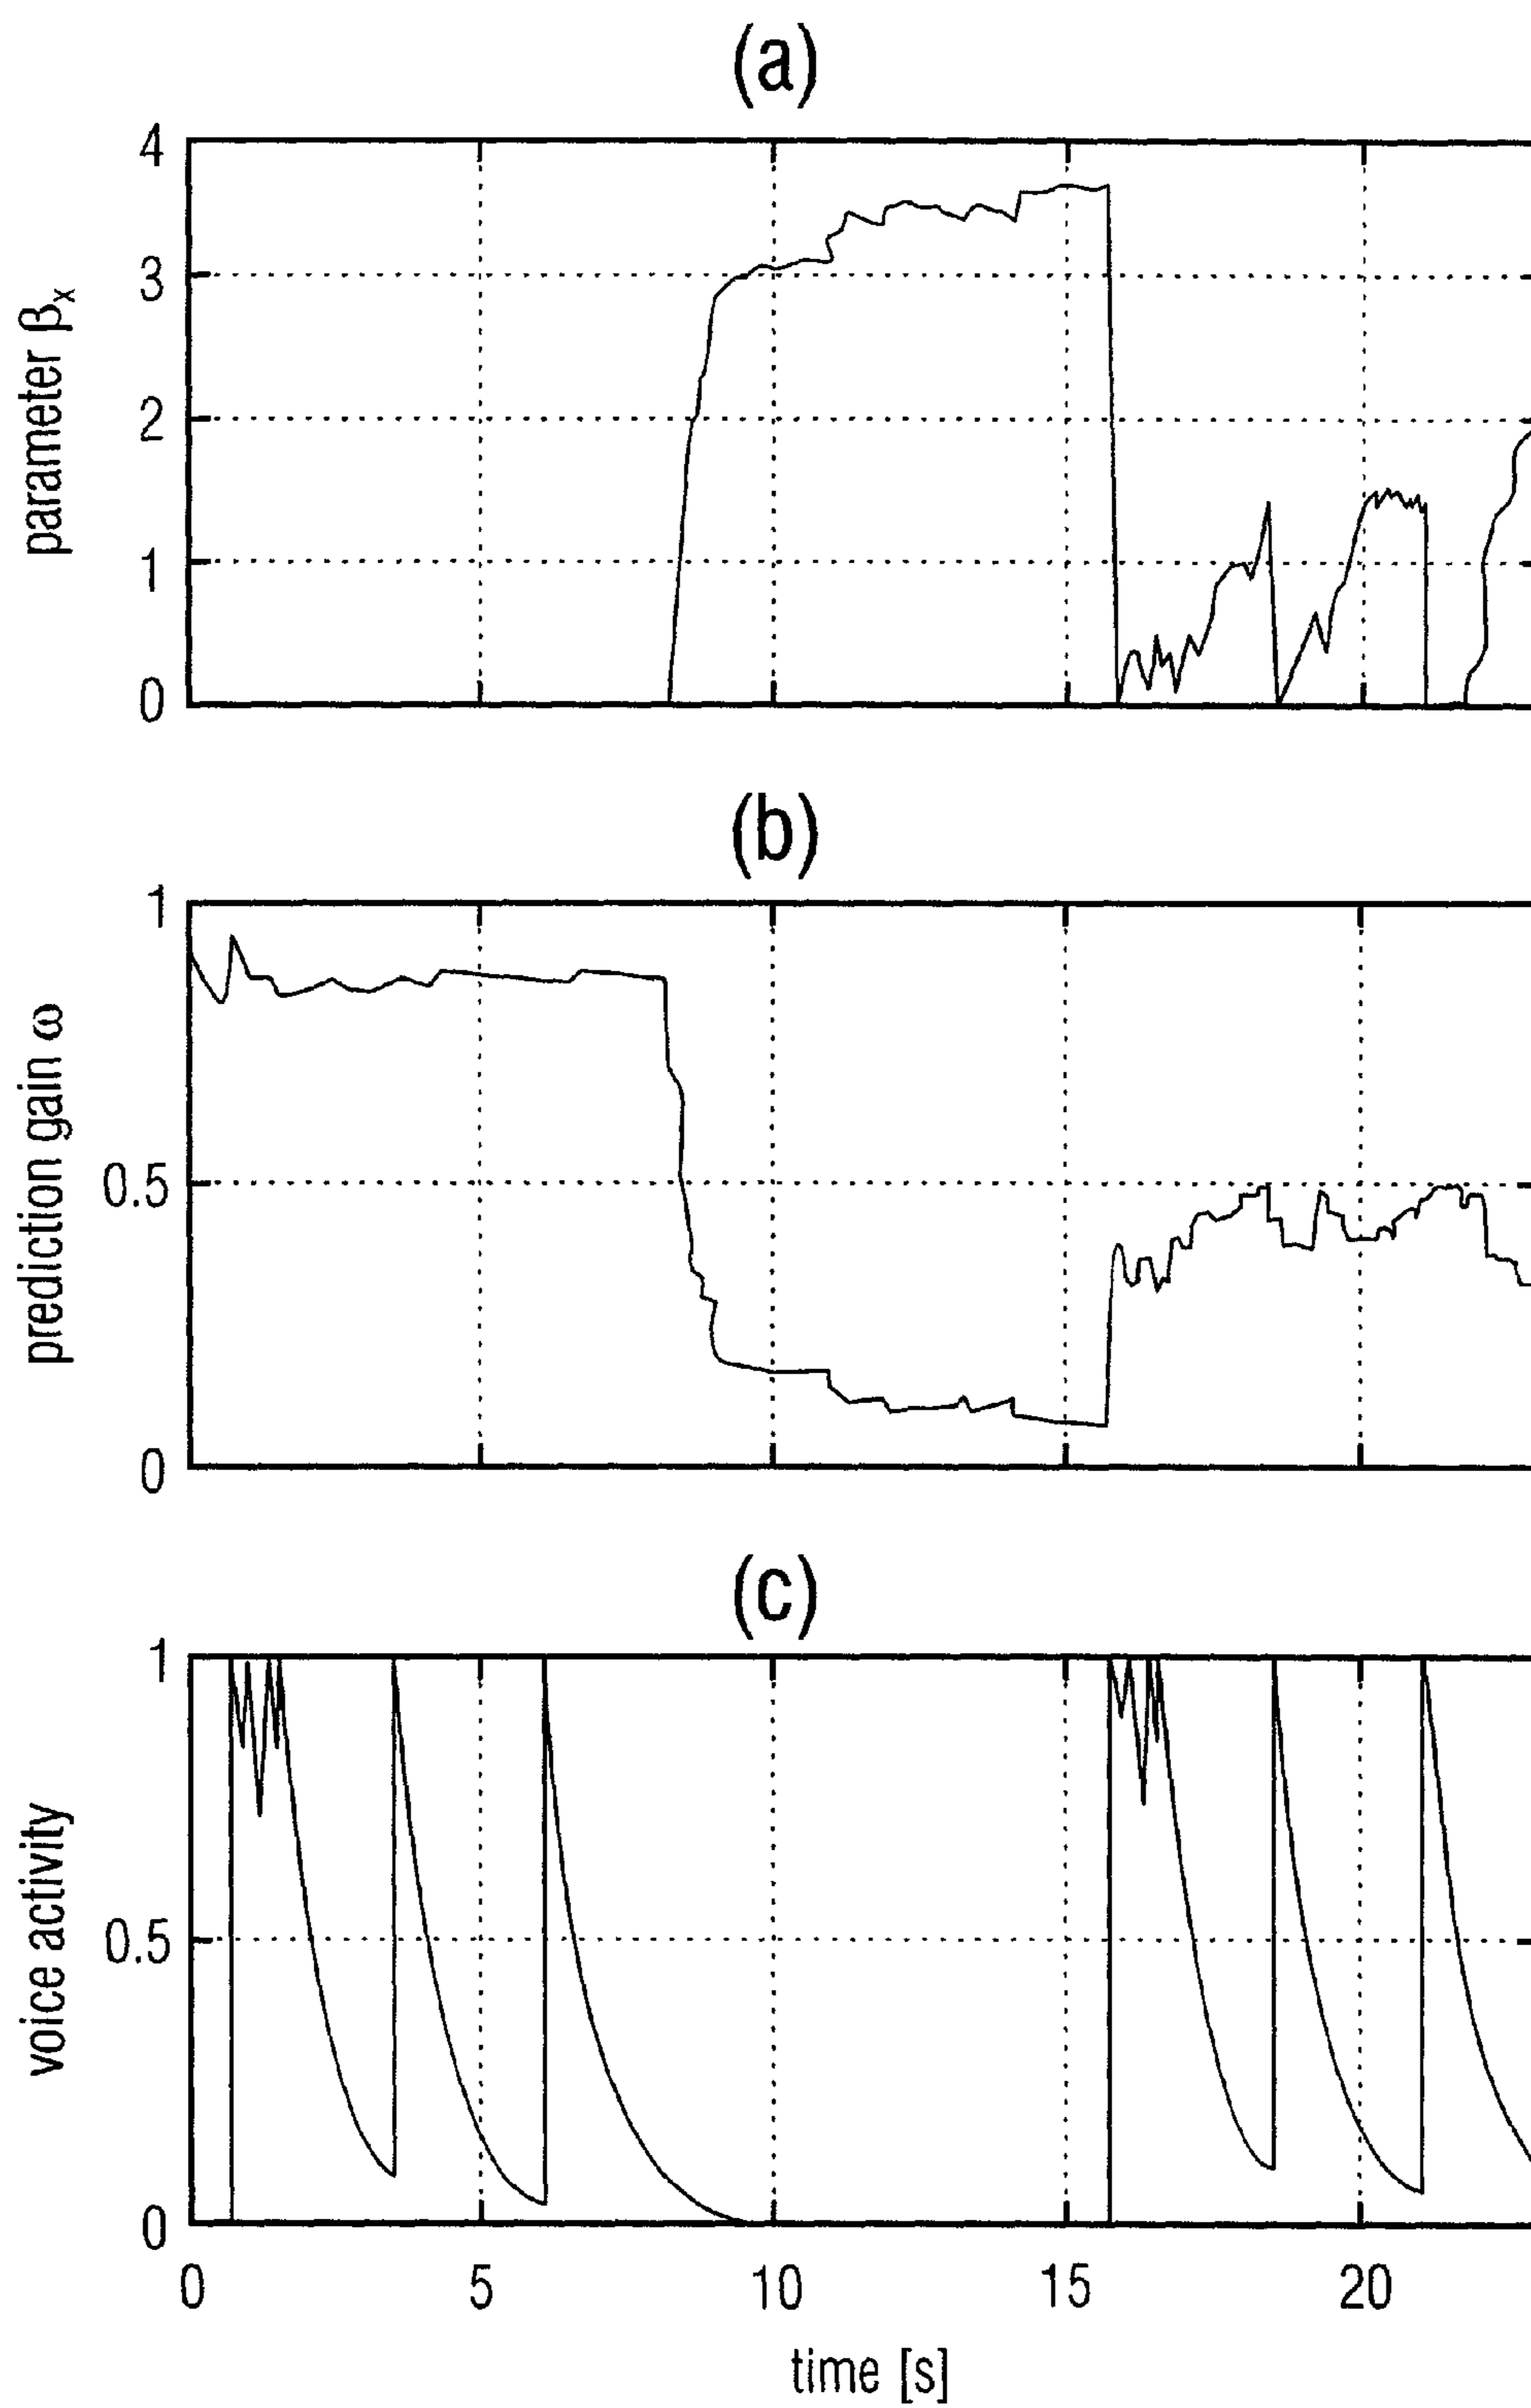 (a)
4
3
2
1
0
parameter βx
(b)
1
0.5
0
prediction gain ω
(c)
1
0.5
0
voice activity
0 5 10 15 20
time [s]